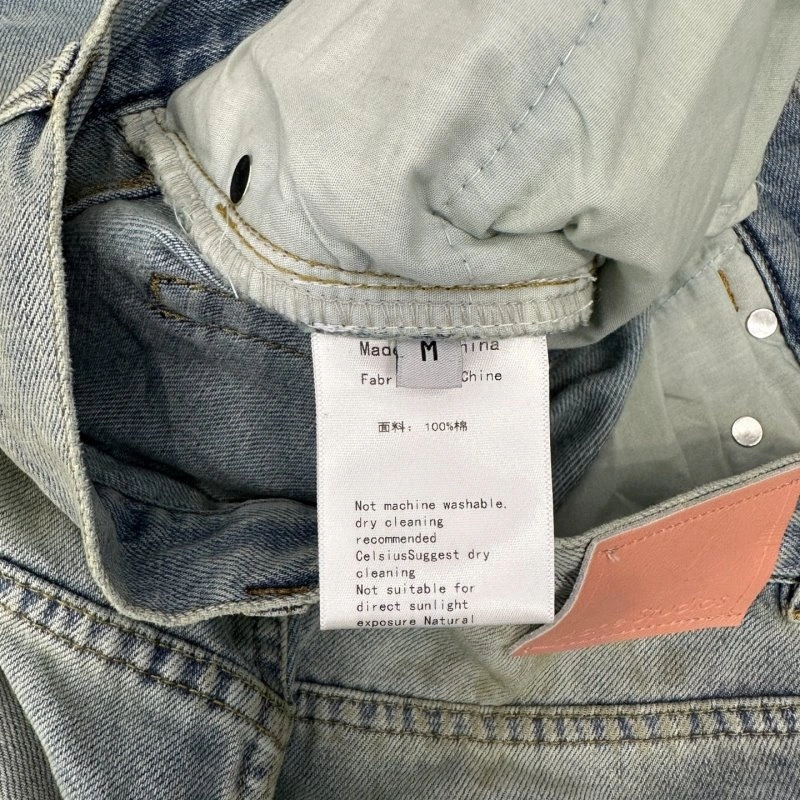 Made China
M
Fabr Chine
面料: 100%棉
Not machine washable.
dry cleaning
recommended
CelsiusSuggest dry
cleaning
Not suitable for
direct sunlight
exposure Natural